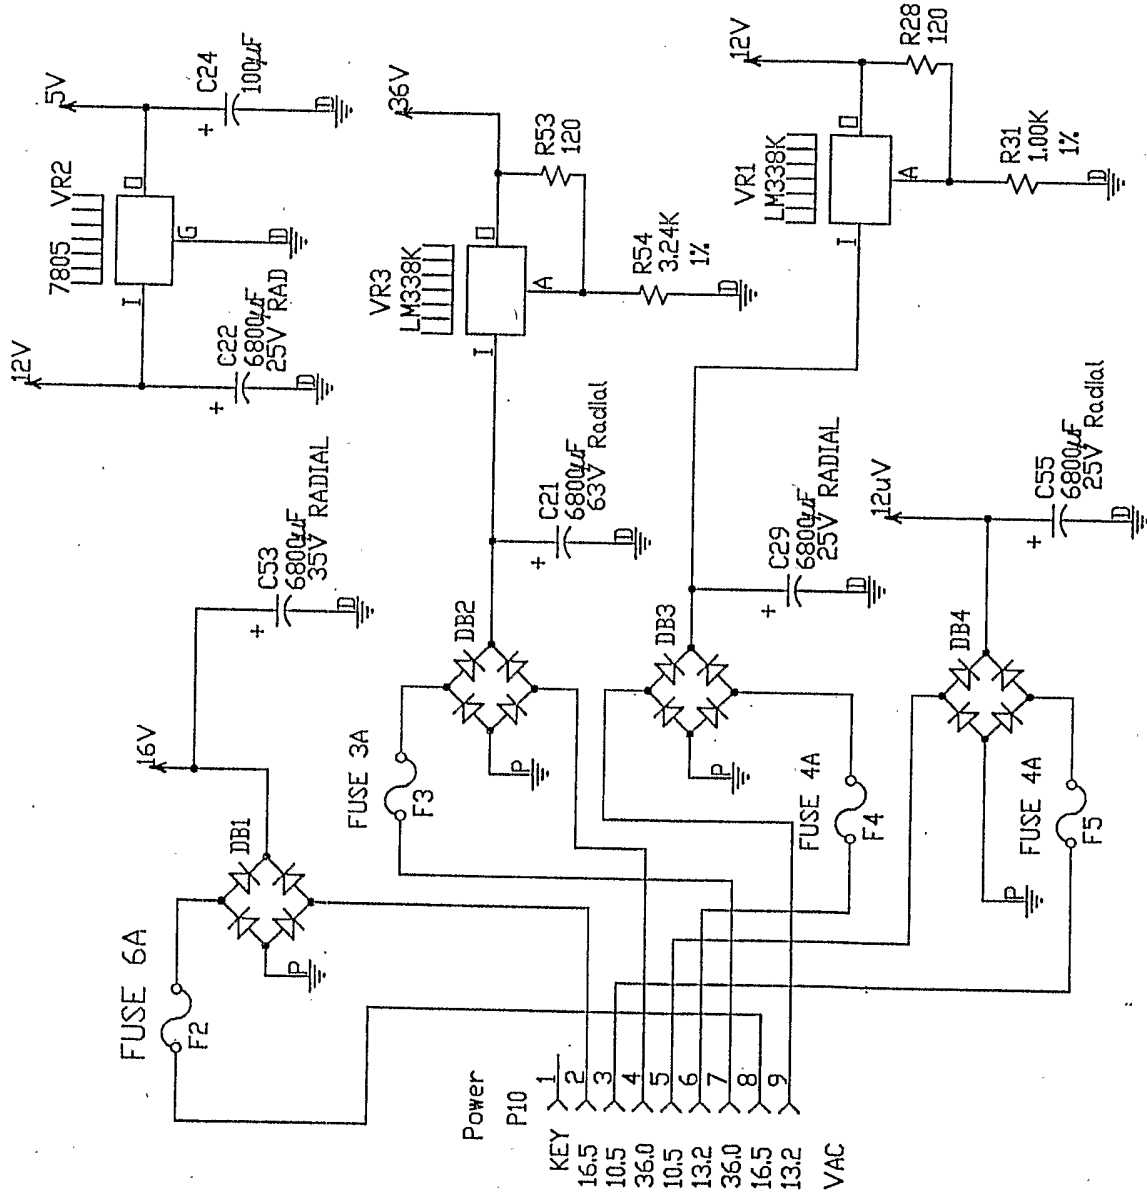 12V
C22
6800µF
25V RAD
D
+
I
7805
VR2
G
D
O
5V
C24
100µF
D
+
16V
C53
6800µF
35V RADIAL
D
+
FUSE 6A
F2
DB1
P
FUSE 3A
F3
DB2
P
C21
6800µF
63V Radial
D
+
VR3
LM338K
I
O
A
36V
R53
120
R54
3.24K
1%
D
DB3
P
FUSE 4A
F4
C29
6800µF
25V RADIAL
D
+
VR1
LM338K
I
O
A
12V
R28
120
R31
1.00K
1%
D
DB4
P
FUSE 4A
F5
12uV
C55
6800µF
25V Radial
D
+
Power
P10
KEY 1
16.5 2
10.5 3
36.0 4
10.5 5
13.2 6
36.0 7
16.5 8
13.2 9
VAC